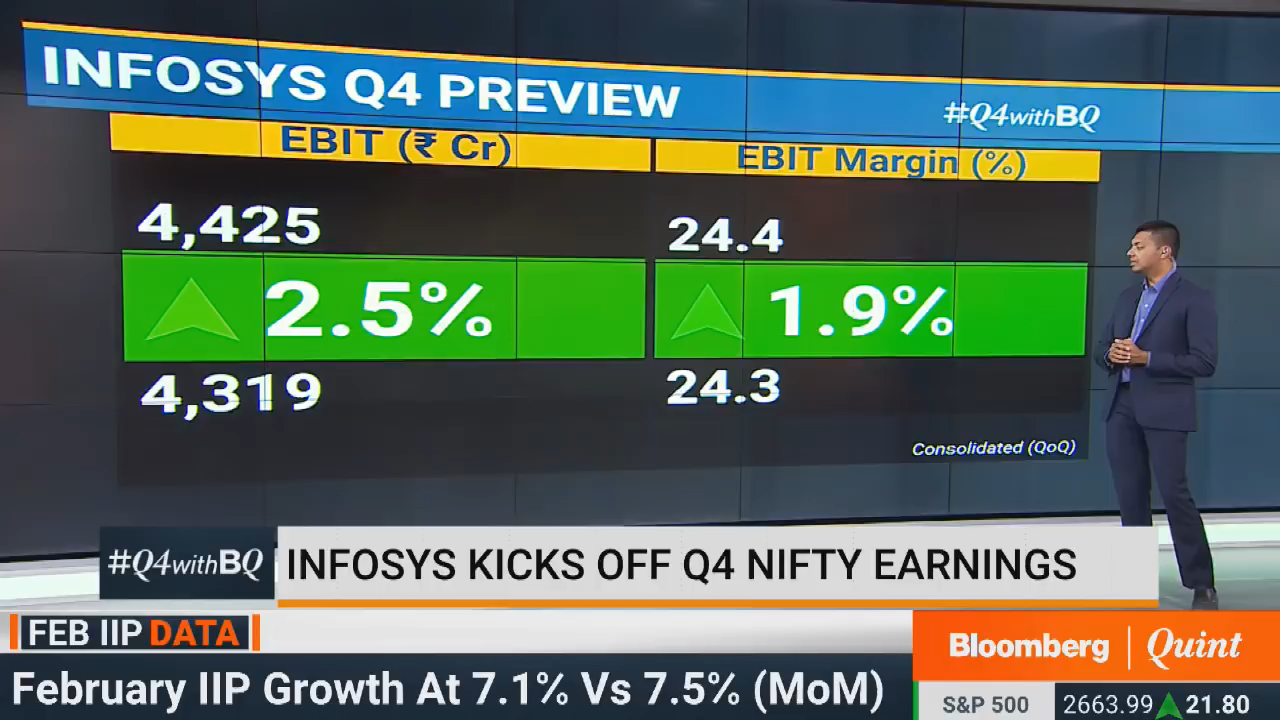 INFOSYS Q4 PREVIEW
#Q4withBQ
EBIT (₹ Cr)
EBIT Margin (%)
4,425
24.4
2.5%
1.9%
4,319
24.3
Consolidated (QoQ)
#Q4withBQ
INFOSYS KICKS OFF Q4 NIFTY EARNINGS
FEB IIP DATA
Bloomberg | Quint
February IIP Growth At 7.1% Vs 7.5% (MoM)
S&P 500 2663.99 21.80